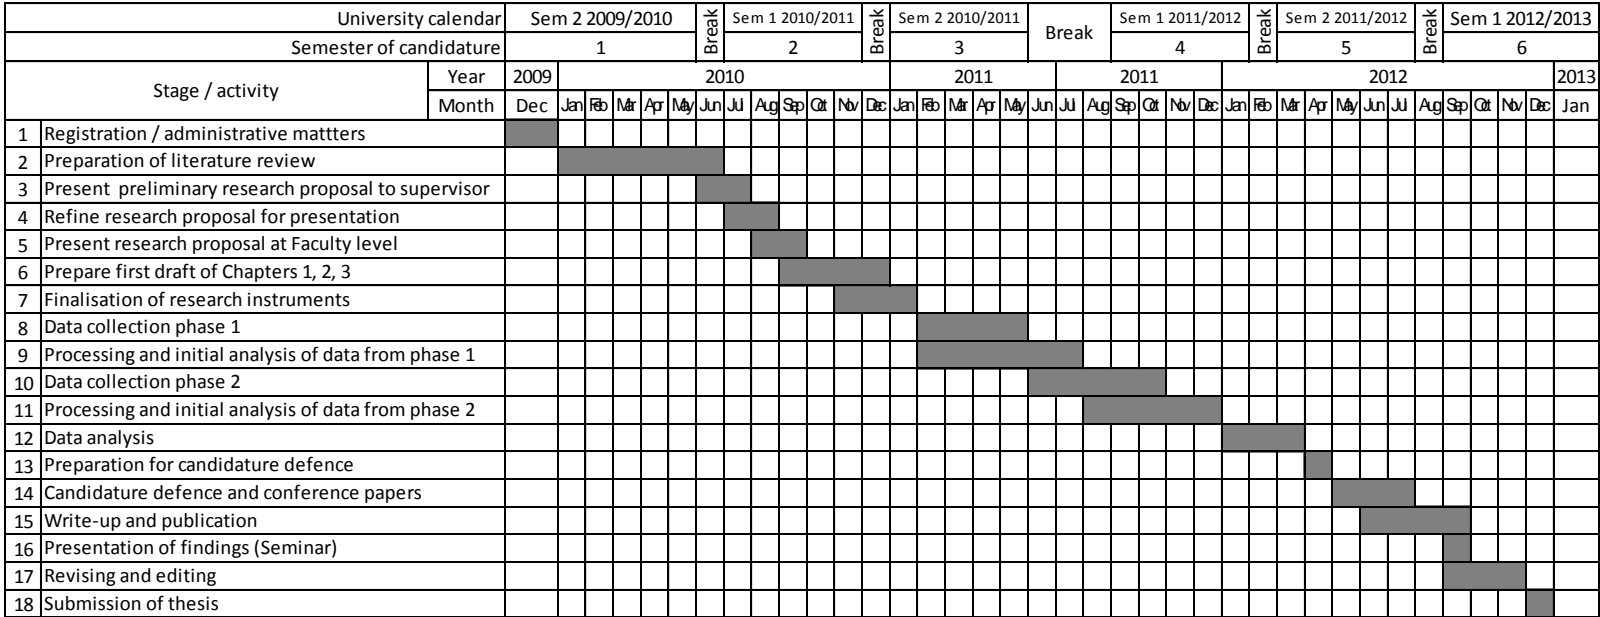 University calendar Sem 2 2009/2010 Break Sem 1 2010/2011 Break Sem 2 2010/2011 Break Sem 1 2011/2012 Break Sem 2 2011/2012 Break Sem 1 2012/2013
Semester of candidature 1 2 3 4 5 6
Stage / activity Year 2009 2010 2011 2011 2012 2013
Month Dec Jan Feb Mar Apr May Jun Jul Aug Sep Oct Nov Dec Jan Feb Mar Apr May Jun Jul Aug Sep Oct Nov Dec Jan Feb Mar Apr May Jun Jul Aug Sep Oct Nov Dec Jan
1 Registration / administrative mattters
2 Preparation of literature review
3 Present preliminary research proposal to supervisor
4 Refine research proposal for presentation
5 Present research proposal at Faculty level
6 Prepare first draft of Chapters 1, 2, 3
7 Finalisation of research instruments
8 Data collection phase 1
9 Processing and initial analysis of data from phase 1
10 Data collection phase 2
11 Processing and initial analysis of data from phase 2
12 Data analysis
13 Preparation for candidature defence
14 Candidature defence and conference papers
15 Write-up and publication
16 Presentation of findings (Seminar)
17 Revising and editing
18 Submission of thesis